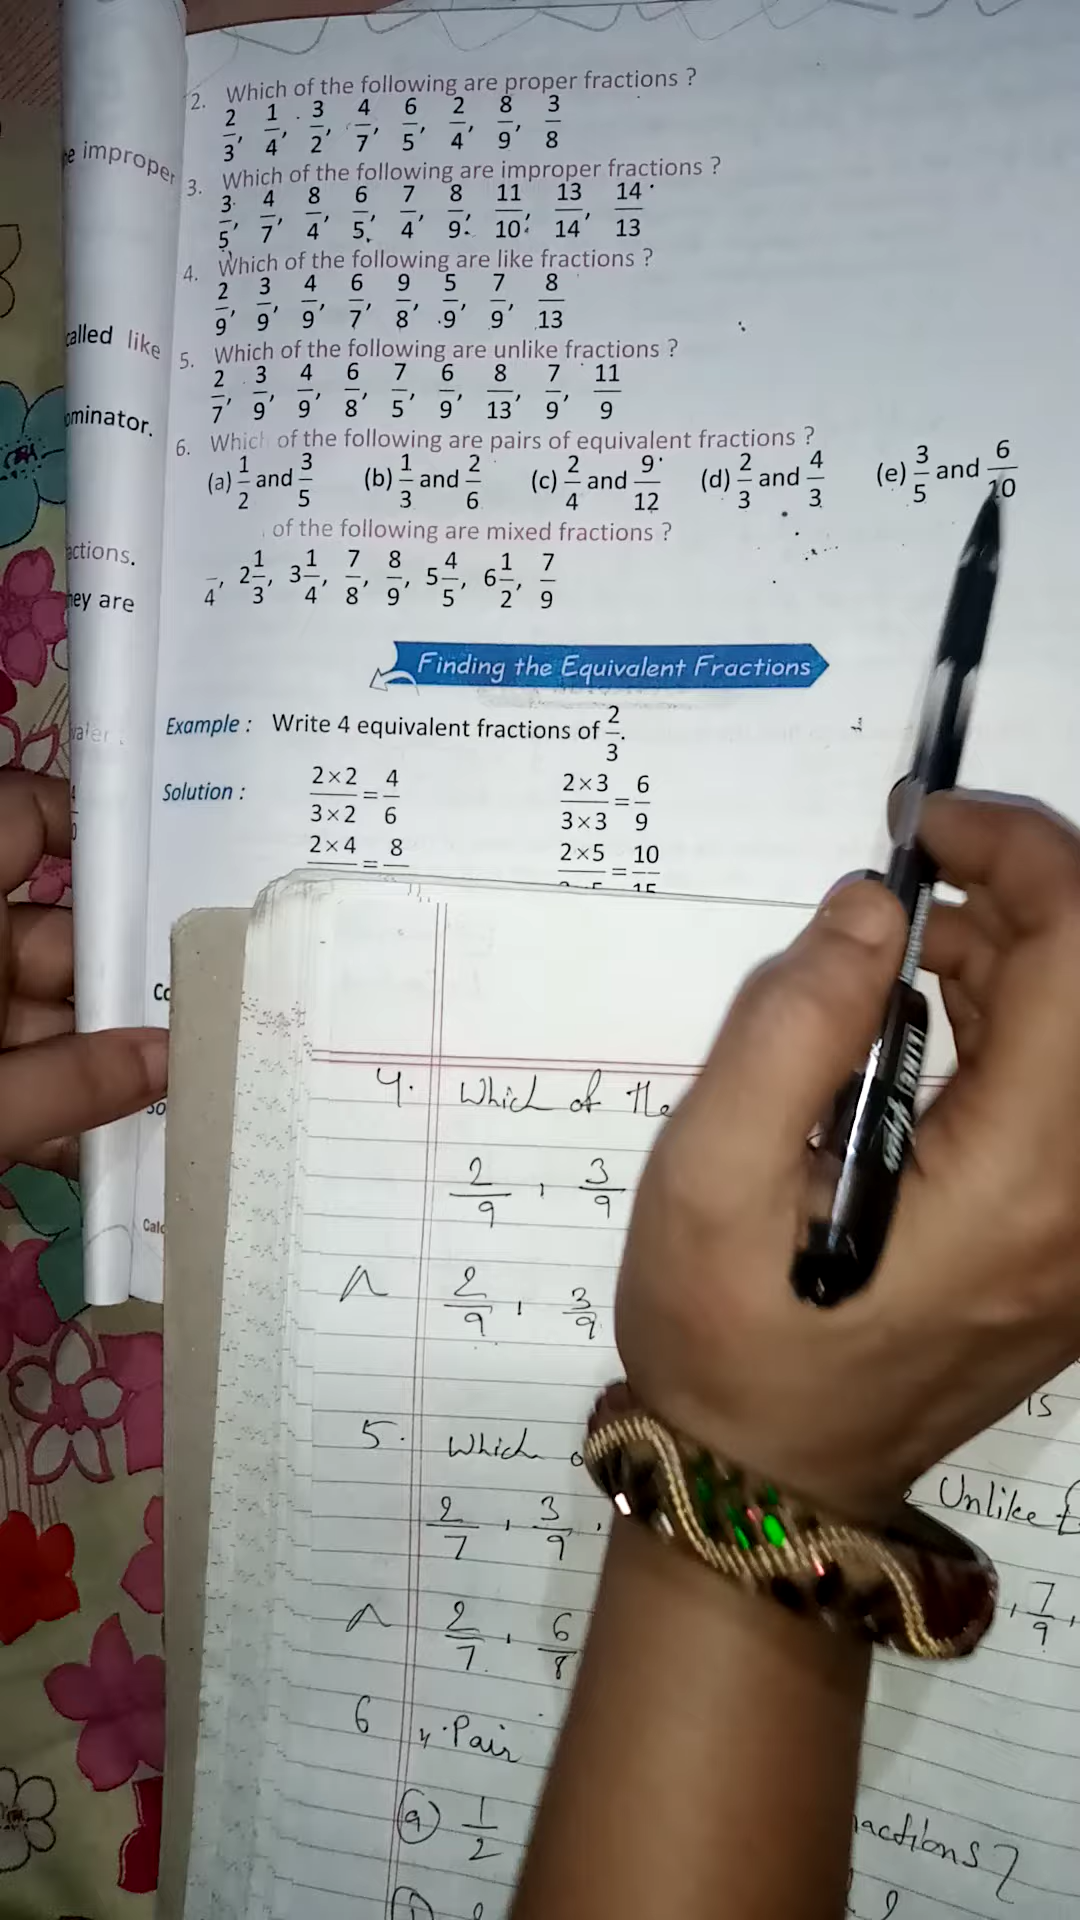 2. Which of the following are proper fractions ?
2/3, 1/4, 3/2, 4/7, 6/5, 2/4, 8/9, 3/8
e improper
3. Which of the following are improper fractions ?
3/5, 4/7, 8/4, 6/5, 7/4, 8/9, 11/10, 13/14, 14/13
4. Which of the following are like fractions ?
2/9, 3/9, 4/9, 6/7, 9/8, 5/9, 7/9, 8/13
called like
5. Which of the following are unlike fractions ?
2/7, 3/9, 4/9, 6/8, 7/5, 6/9, 8/13, 7/9, 11/9
ominator.
6. Which of the following are pairs of equivalent fractions ?
(a) 1/2 and 3/5 (b) 1/3 and 2/6 (c) 2/4 and 9/12 (d) 2/3 and 4/3 (e) 3/5 and 6/10
of the following are mixed fractions ?
actions.
4, 2 1/3, 3 1/4, 7/8, 8/9, 5 4/5, 6 1/2, 7/9
hey are
Finding the Equivalent Fractions
Example : Write 4 equivalent fractions of 2/3.
Solution : 2×2/3×2 = 4/6 2×3/3×3 = 6/9
2×4 = 8 2×5 = 10/15
4. Which of the
2/9, 3/9
2/9, 3/9
is
5. Which
Unlike
2/7, 3/9,
, 7/9,
2/7, 6/8
6 Pair
actions?
(a) 1/2